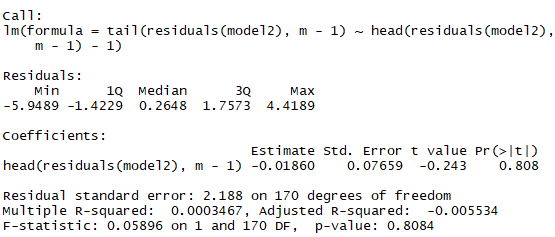 Call:
lm(formula = tail(residuals(model2), m - 1) ~ head(residuals(model2),
    m - 1) - 1)
Residuals:
    Min      1Q  Median      3Q     Max
-5.9489 -1.4229  0.2648  1.7573  4.4189
Coefficients:
                              Estimate Std. Error t value Pr(>|t|)
head(residuals(model2), m - 1) -0.01860    0.07659  -0.243    0.808
Residual standard error: 2.188 on 170 degrees of freedom
Multiple R-squared:  0.0003467, Adjusted R-squared:  -0.005534
F-statistic: 0.05896 on 1 and 170 DF,  p-value: 0.8084